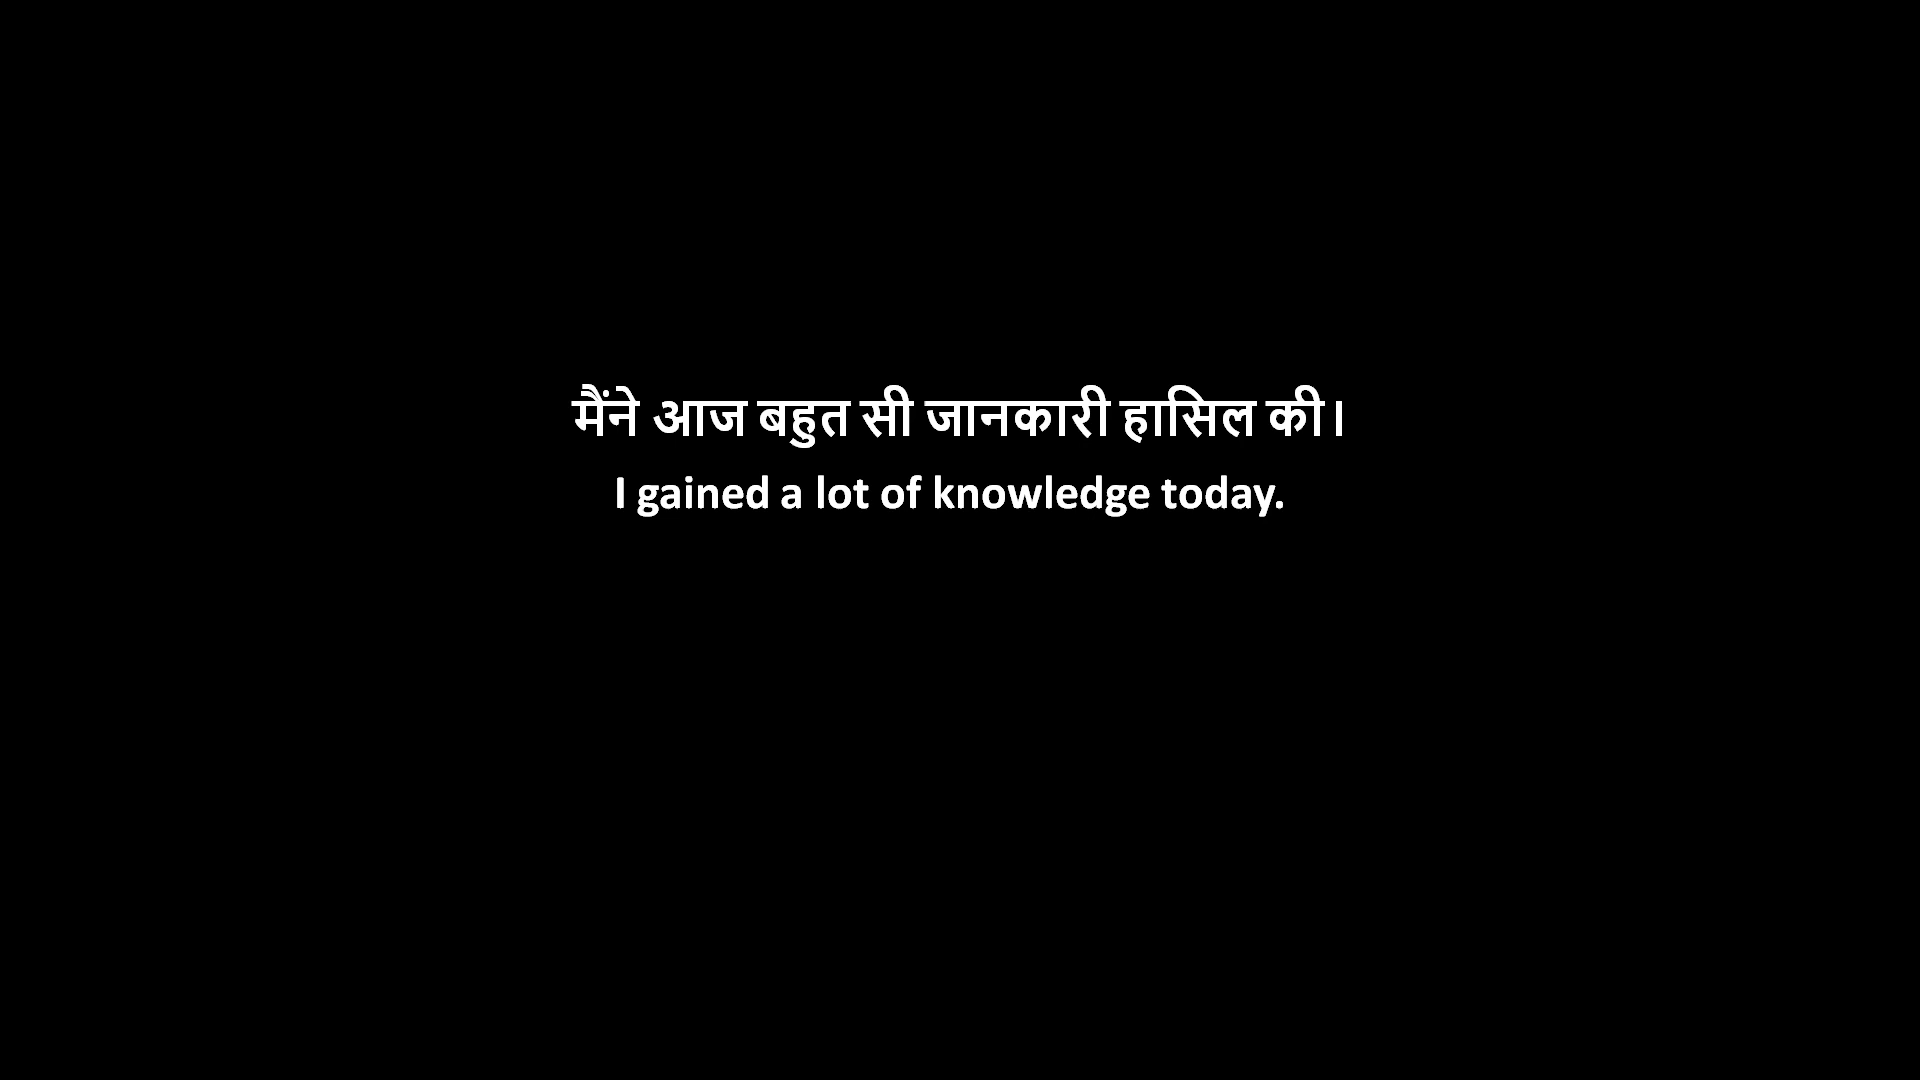 मैंने आज बहुत सी जानकारी हासिल की।
I gained a lot of knowledge today.